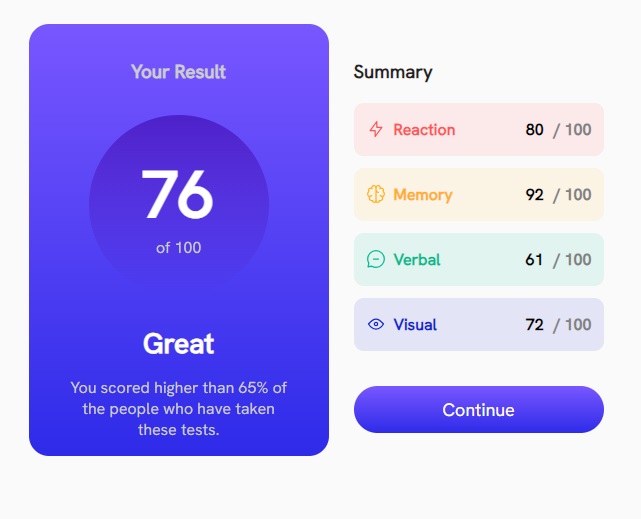 Your Result
76
of 100
Great
You scored higher than 65% of
the people who have taken
these tests.
Summary
Reaction 80 / 100
Memory 92 / 100
Verbal 61 / 100
Visual 72 / 100
Continue